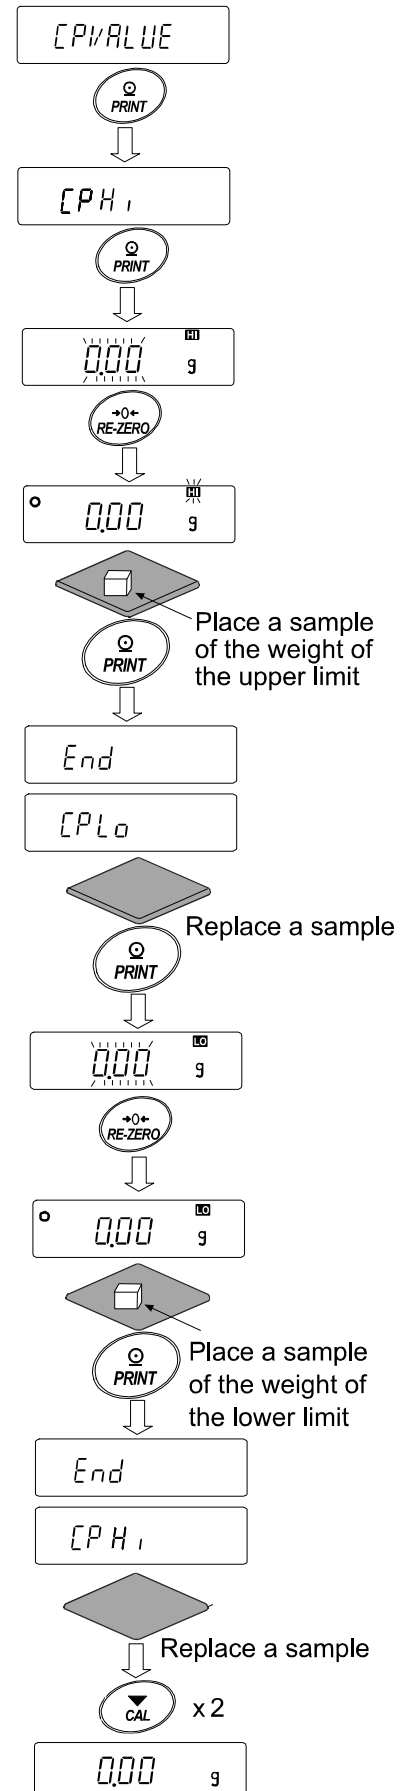 CPVALUE
PRINT
CPHi
PRINT
HI
0.00 g
→0←
RE-ZERO
HI
0.00 g
Place a sample
of the weight of
the upper limit
PRINT
End
CPLo
Replace a sample
PRINT
LO
0.00 g
→0←
RE-ZERO
LO
0.00 g
Place a sample
of the weight of
the lower limit
PRINT
End
CPHi
Replace a sample
CAL x 2
0.00 g